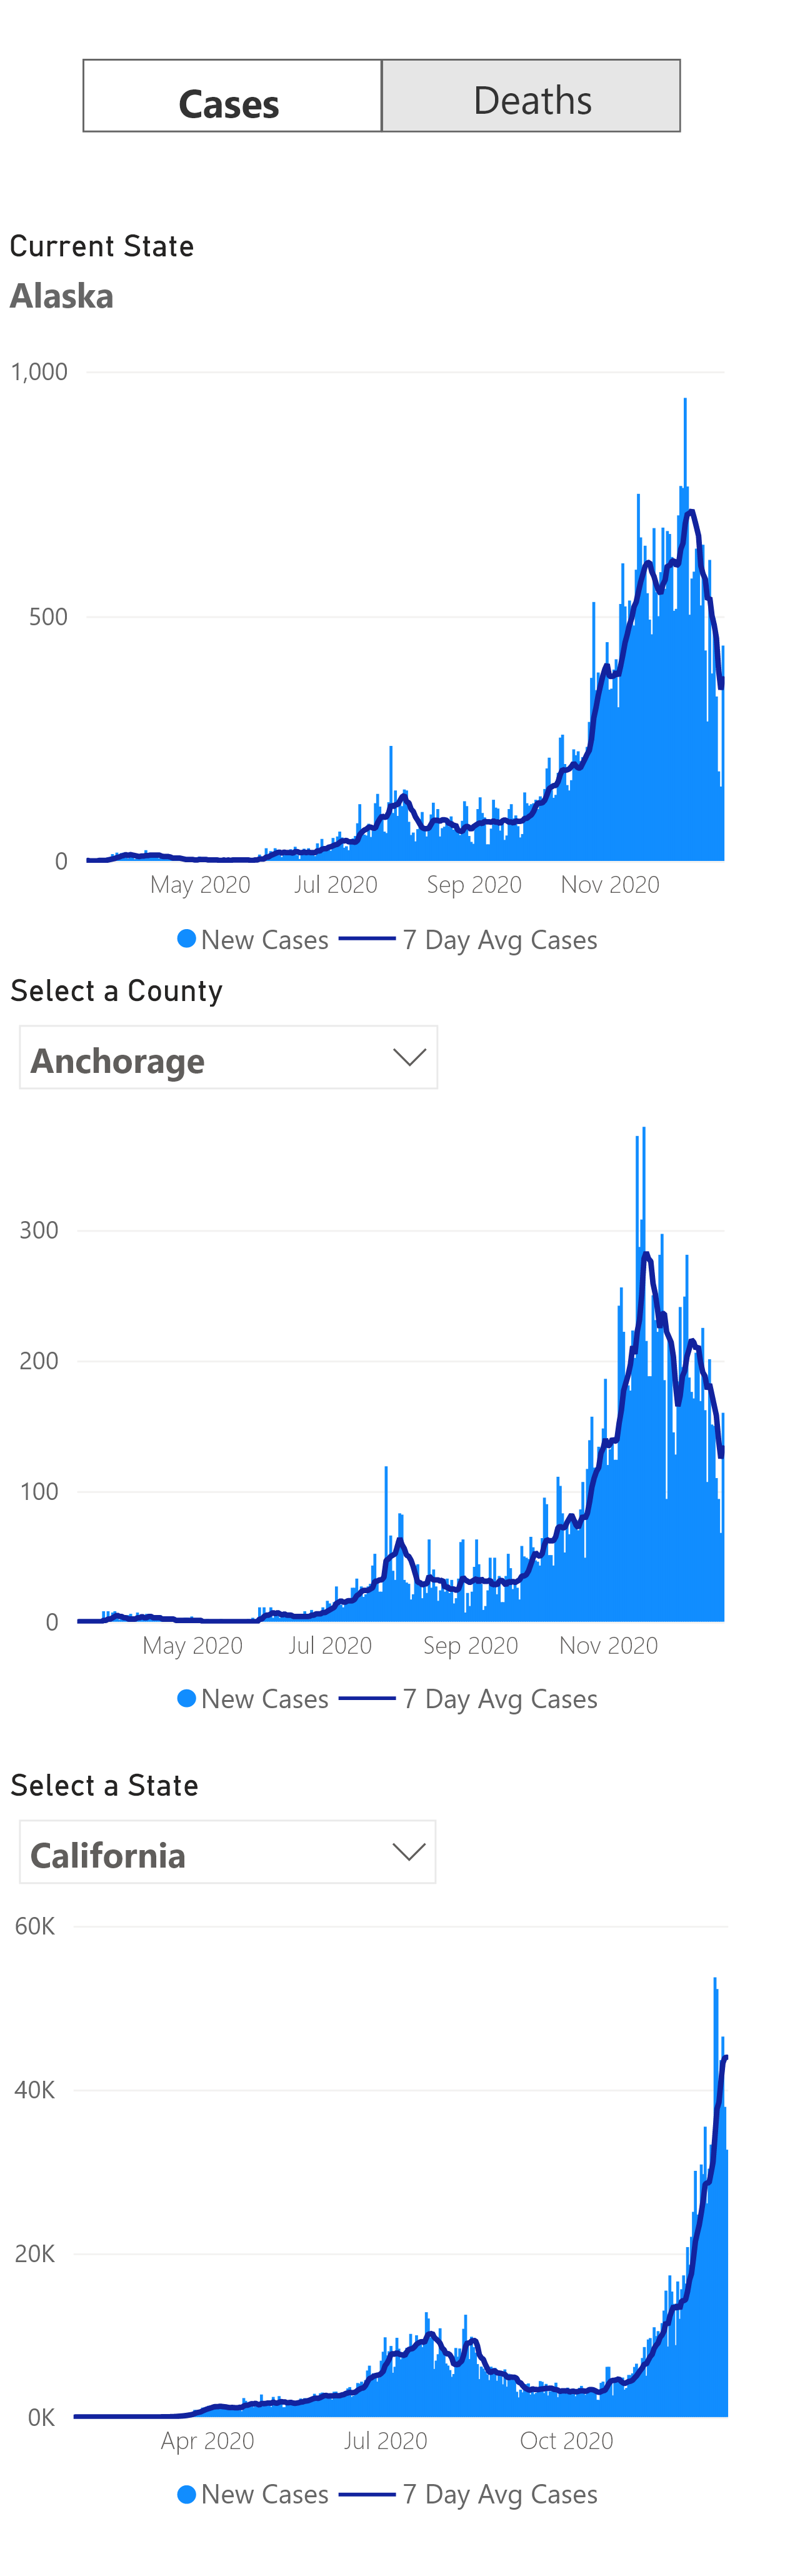 Cases Deaths
Current State
Alaska
1,000
500
0
May 2020 Jul 2020 Sep 2020 Nov 2020
New Cases 7 Day Avg Cases
Select a County
Anchorage
300
200
100
0
May 2020 Jul 2020 Sep 2020 Nov 2020
New Cases 7 Day Avg Cases
Select a State
California
60K
40K
20K
0K
Apr 2020 Jul 2020 Oct 2020
New Cases 7 Day Avg Cases